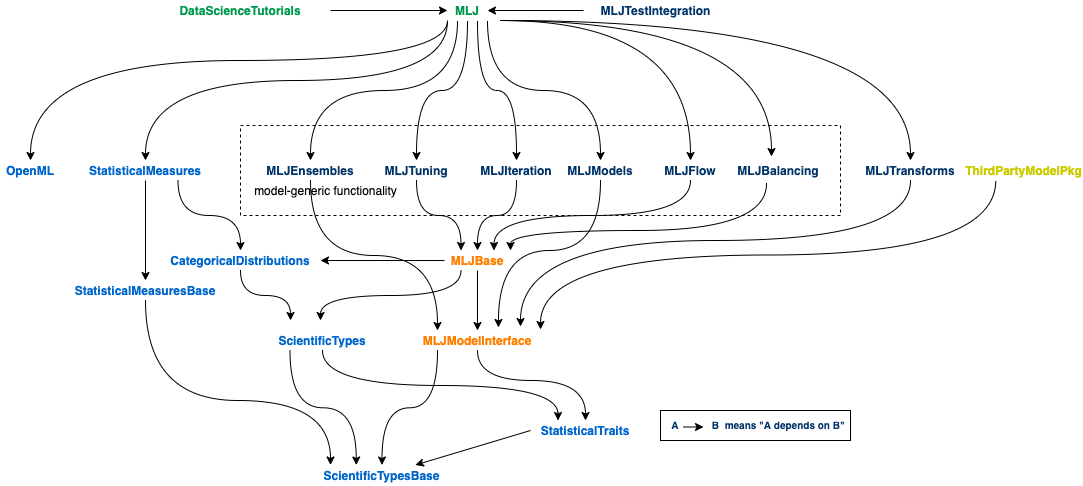 DataScienceTutorials
MLJ
MLJTestIntegration
OpenML
StatisticalMeasures
MLJEnsembles
MLJTuning
MLJIteration
MLJModels
MLJFlow
MLJBalancing
MLJTransforms
ThirdPartyModelPkg
model-generic functionality
CategoricalDistributions
MLJBase
StatisticalMeasuresBase
ScientificTypes
MLJModelInterface
A B means "A depends on B"
StatisticalTraits
ScientificTypesBase